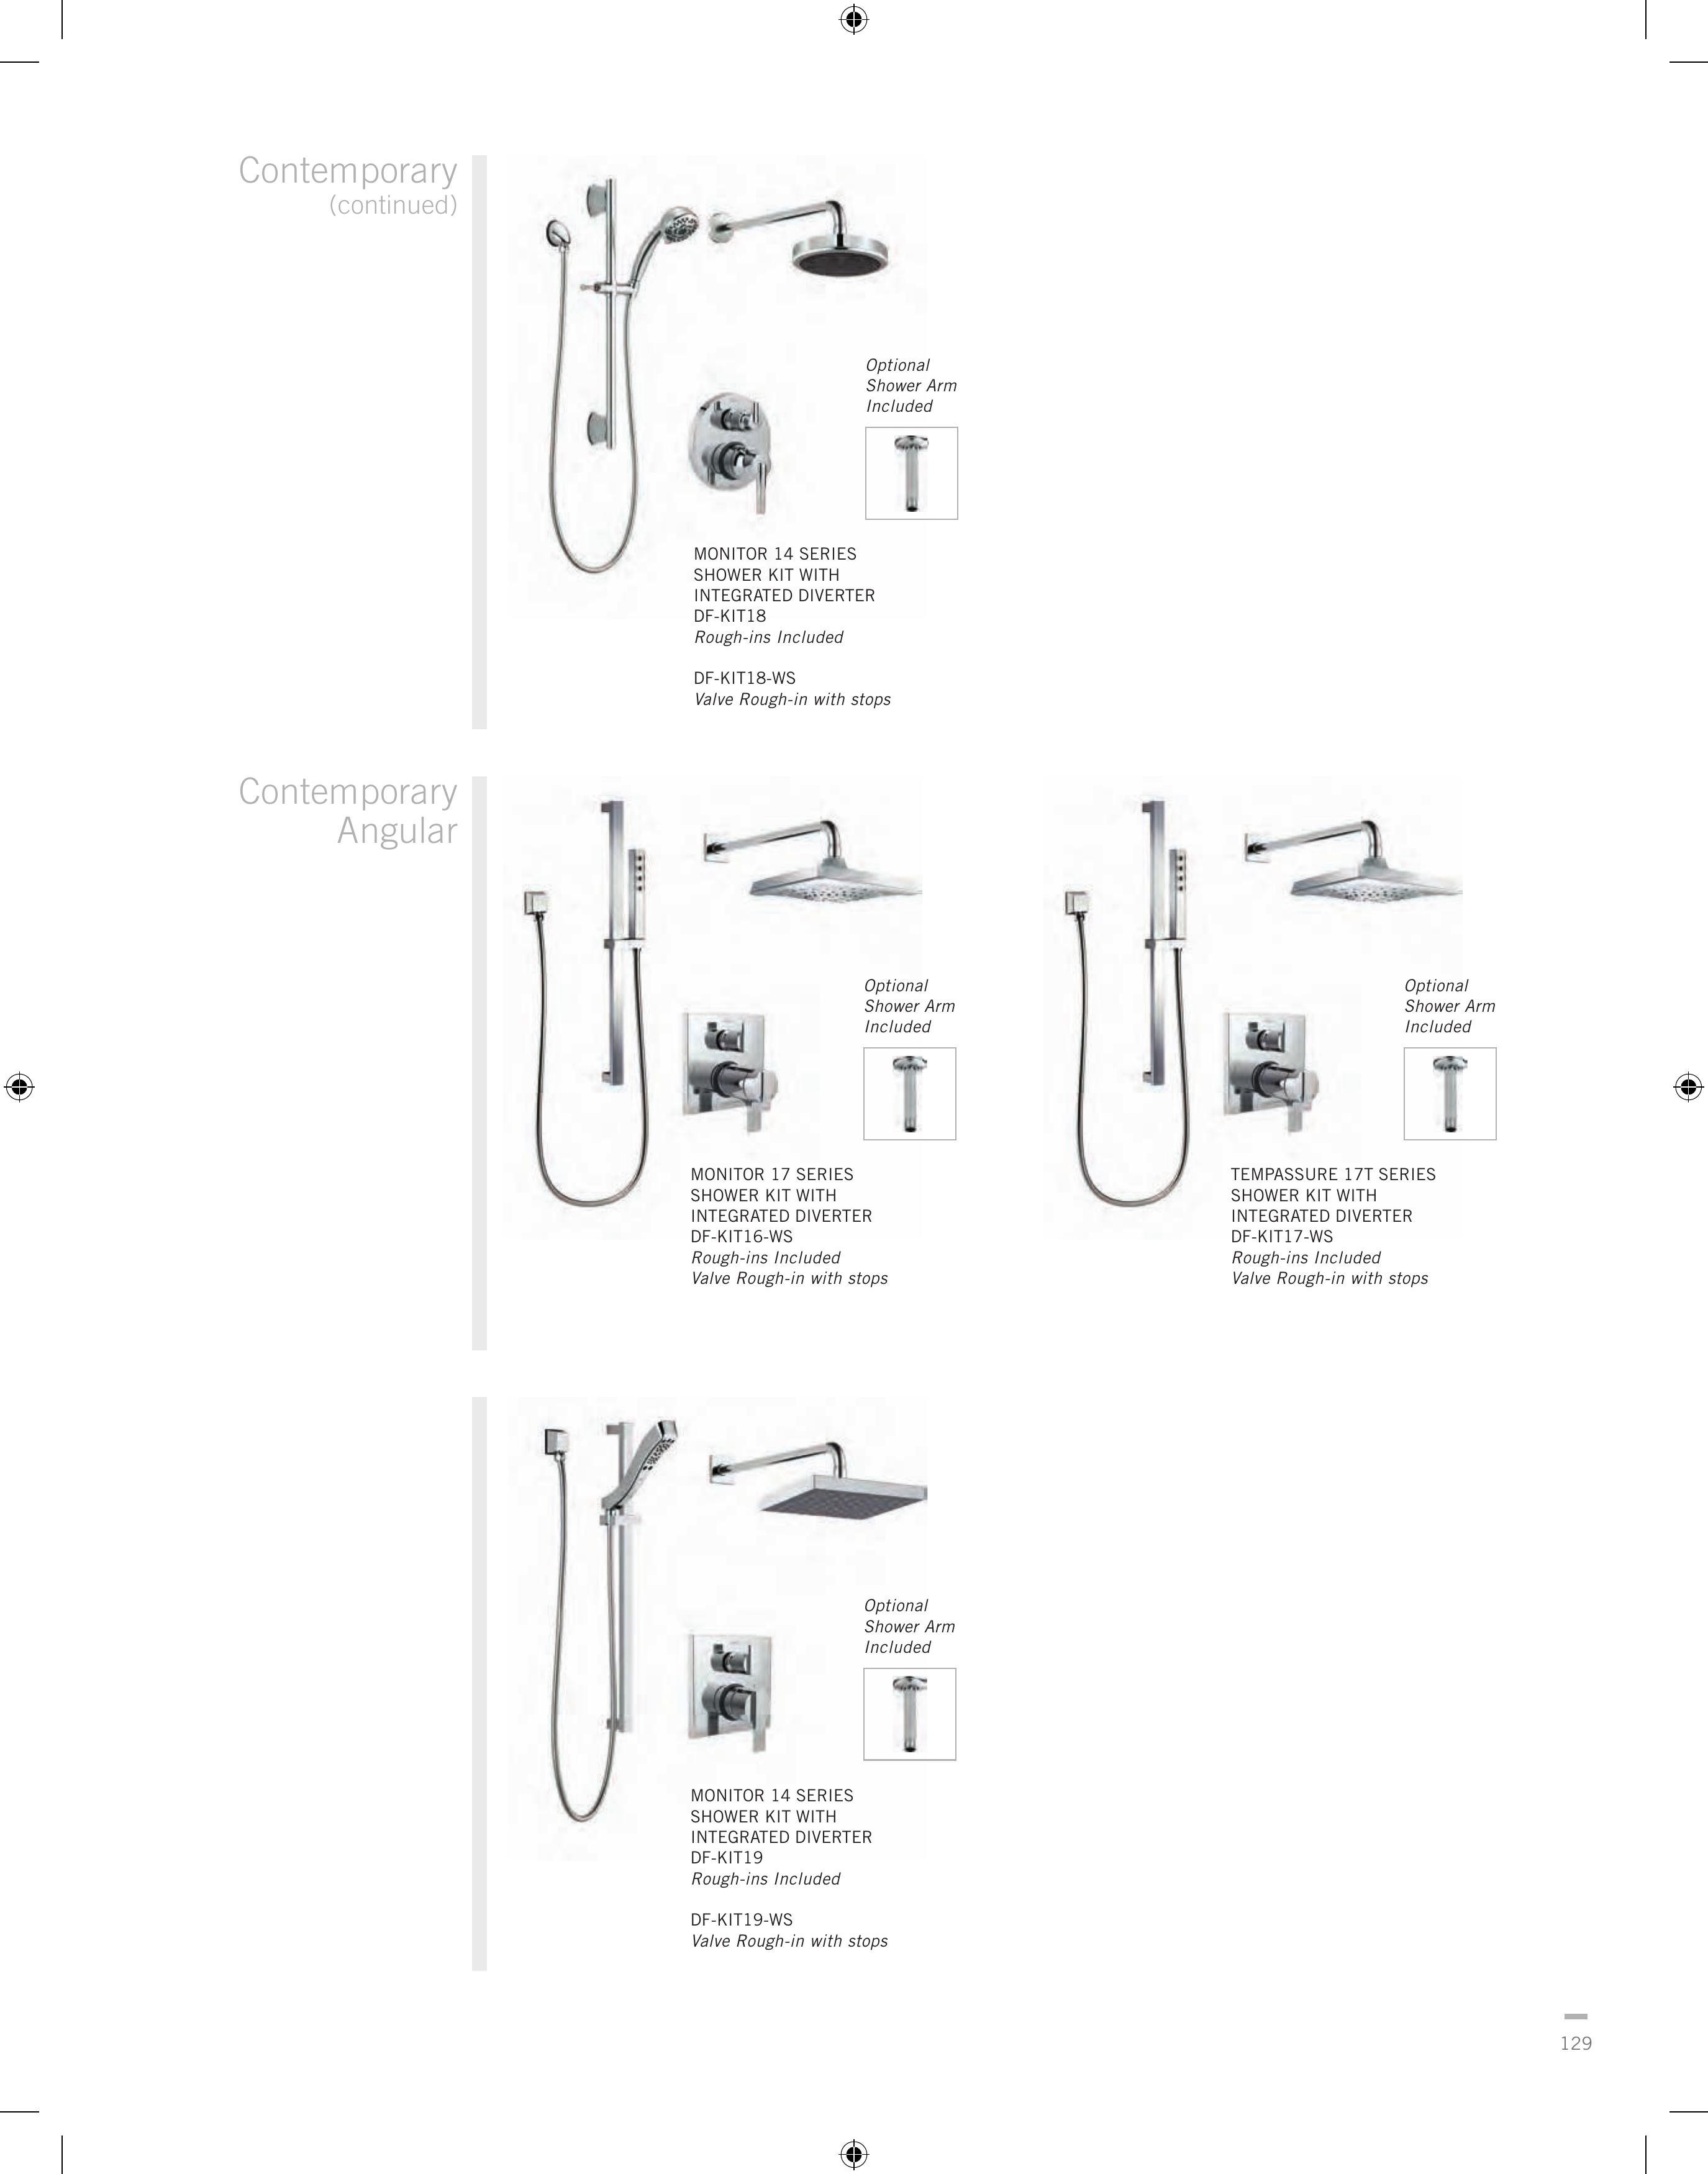 Contemporary
(continued)
Optional
Shower Arm
Included
MONITOR 14 SERIES
SHOWER KIT WITH
INTEGRATED DIVERTER
DF-KIT18
Rough-ins Included
DF-KIT18-WS
Valve Rough-in with stops
Contemporary
Angular
Optional
Shower Arm
Included
MONITOR 17 SERIES
SHOWER KIT WITH
INTEGRATED DIVERTER
DF-KIT16-WS
Rough-ins Included
Valve Rough-in with stops
Optional
Shower Arm
Included
TEMPASSURE 17T SERIES
SHOWER KIT WITH
INTEGRATED DIVERTER
DF-KIT17-WS
Rough-ins Included
Valve Rough-in with stops
Optional
Shower Arm
Included
MONITOR 14 SERIES
SHOWER KIT WITH
INTEGRATED DIVERTER
DF-KIT19
Rough-ins Included
DF-KIT19-WS
Valve Rough-in with stops
129